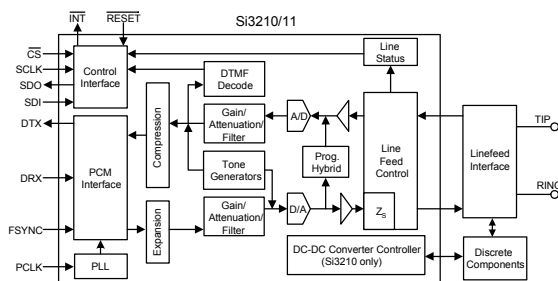 INT
RESET
Si3210/11
CS
SCLK
SDO
SDI
DTX
DRX
FSYNC
PCLK
Control
Interface
PCM
Interface
PLL
Compression
Expansion
DTMF
Decode
Gain/
Attenuation/
Filter
Tone
Generators
Gain/
Attenuation/
Filter
A/D
D/A
Prog.
Hybrid
Line
Status
Line
Feed
Control
ZS
DC-DC Converter Controller
(Si3210 only)
Linefeed
Interface
TIP
RING
Discrete
Components